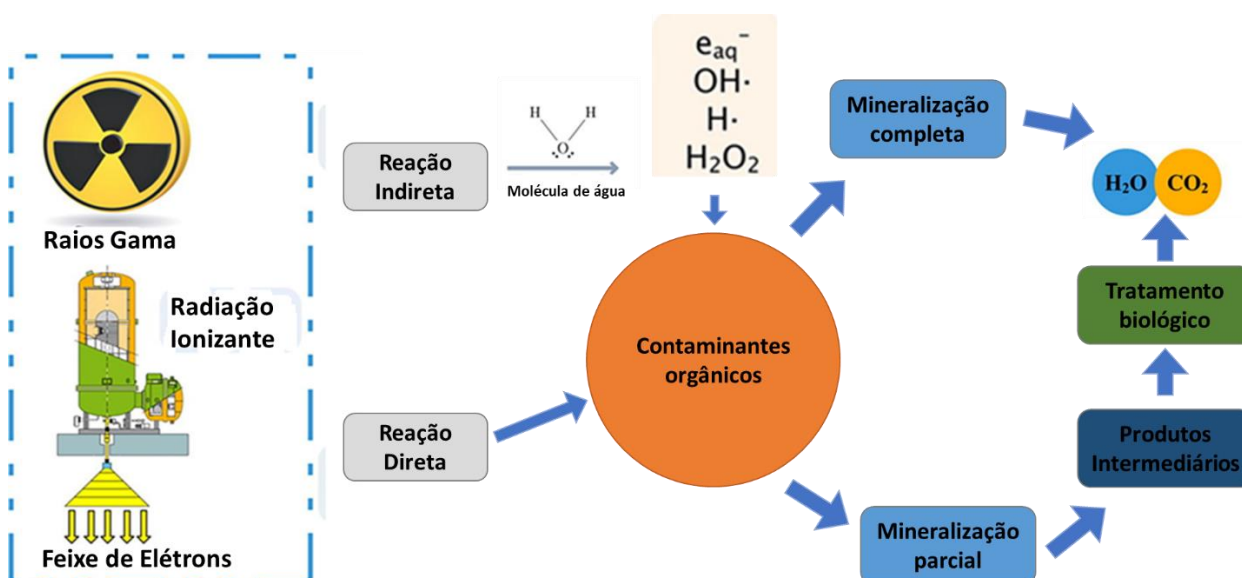 Raios Gama
Radiação
Ionizante
Feixe de Elétrons
Reação
Indireta
H H
O
Molécula de água
eaq⁻
OH·
H·
H₂O₂
Reação
Direta
Contaminantes
orgânicos
Mineralização
completa
H₂O CO₂
Tratamento
biológico
Produtos
Intermediários
Mineralização
parcial